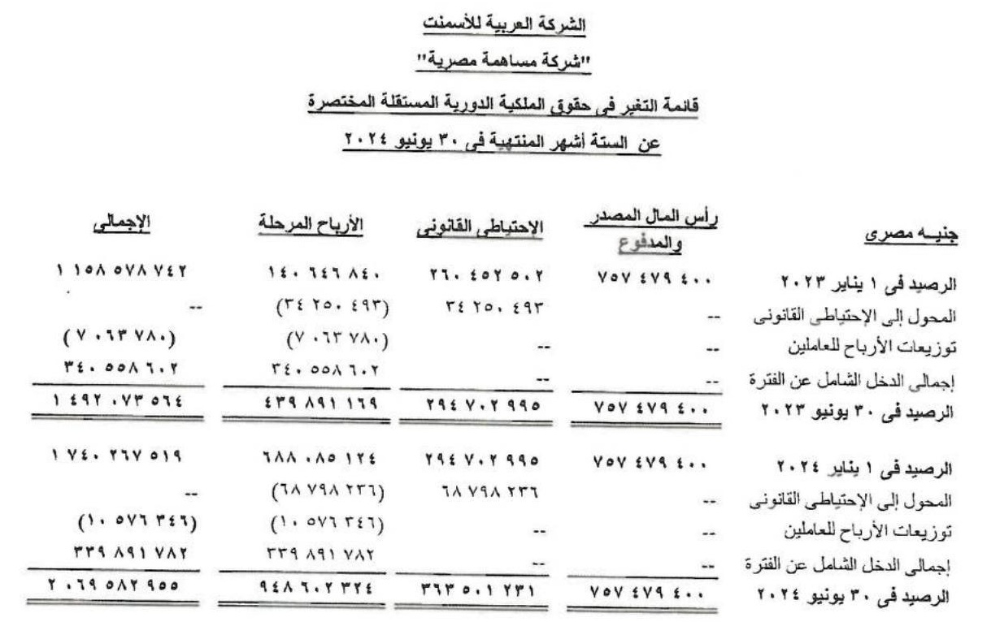 الشركة العربية للأسمنت
"شركة مساهمة مصرية"
قائمة التغير فى حقوق الملكية الدورية المستقلة المختصرة
عن الستة أشهر المنتهية فى ٣٠ يونيو ٢٠٢٤
جنيـه مصرى رأس المال المصدر والمدفوع الإحتياطى القانونى الأرباح المرحلة الإجمالى
الرصيد فى ١ يناير ٢٠٢٣ ٧٥٧ ٤٧٩ ٤٠٠ ٢٦٠ ٤٥٢ ٥٠٢ ١٤٠ ٦٤٦ ٨٤٠ ١ ١٥٨ ٥٧٨ ٧٤٢
المحول إلى الإحتياطى القانونى -- ٣٤ ٢٥٠ ٤٩٣ (٣٤ ٢٥٠ ٤٩٣) --
توزيعات الأرباح للعاملين -- -- (٧ ٠٦٣ ٧٨٠) (٧ ٠٦٣ ٧٨٠)
إجمالى الدخل الشامل عن الفترة -- -- ٣٤٠ ٥٥٨ ٦٠٢ ٣٤٠ ٥٥٨ ٦٠٢
الرصيد فى ٣٠ يونيو ٢٠٢٣ ٧٥٧ ٤٧٩ ٤٠٠ ٢٩٤ ٧٠٢ ٩٩٥ ٤٣٩ ٨٩١ ١٦٩ ١ ٤٩٢ ٠٧٣ ٥٦٤
الرصيد فى ١ يناير ٢٠٢٤ ٧٥٧ ٤٧٩ ٤٠٠ ٢٩٤ ٧٠٢ ٩٩٥ ٦٨٨ ٠٨٥ ١٢٤ ١ ٧٤٠ ٢٦٧ ٥١٩
المحول إلى الإحتياطى القانونى -- ٦٨ ٧٩٨ ٢٣٦ (٦٨ ٧٩٨ ٢٣٦) --
توزيعات الأرباح للعاملين -- -- (١٠ ٥٧٦ ٣٤٦) (١٠ ٥٧٦ ٣٤٦)
إجمالى الدخل الشامل عن الفترة -- -- ٣٣٩ ٨٩١ ٧٨٢ ٣٣٩ ٨٩١ ٧٨٢
الرصيد فى ٣٠ يونيو ٢٠٢٤ ٧٥٧ ٤٧٩ ٤٠٠ ٣٦٣ ٥٠١ ٢٣١ ٩٤٨ ٦٠٢ ٣٢٤ ٢ ٠٦٩ ٥٨٢ ٩٥٥